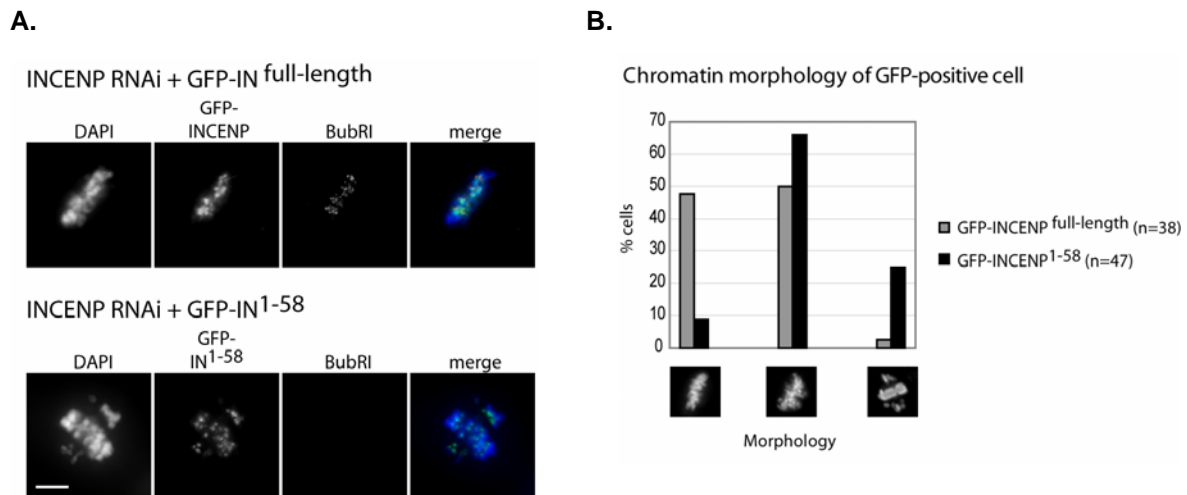 A.
INCENP RNAi + GFP-IN full-length
GFP-
DAPI INCENP BubRI merge
INCENP RNAi + GFP-IN1-58
GFP-
DAPI IN1-58 BubRI merge
B.
Chromatin morphology of GFP-positive cell
70
60
50
40
30
20
10
0
% cells
GFP-INCENP full-length (n=38)
GFP-INCENP1-58 (n=47)
Morphology